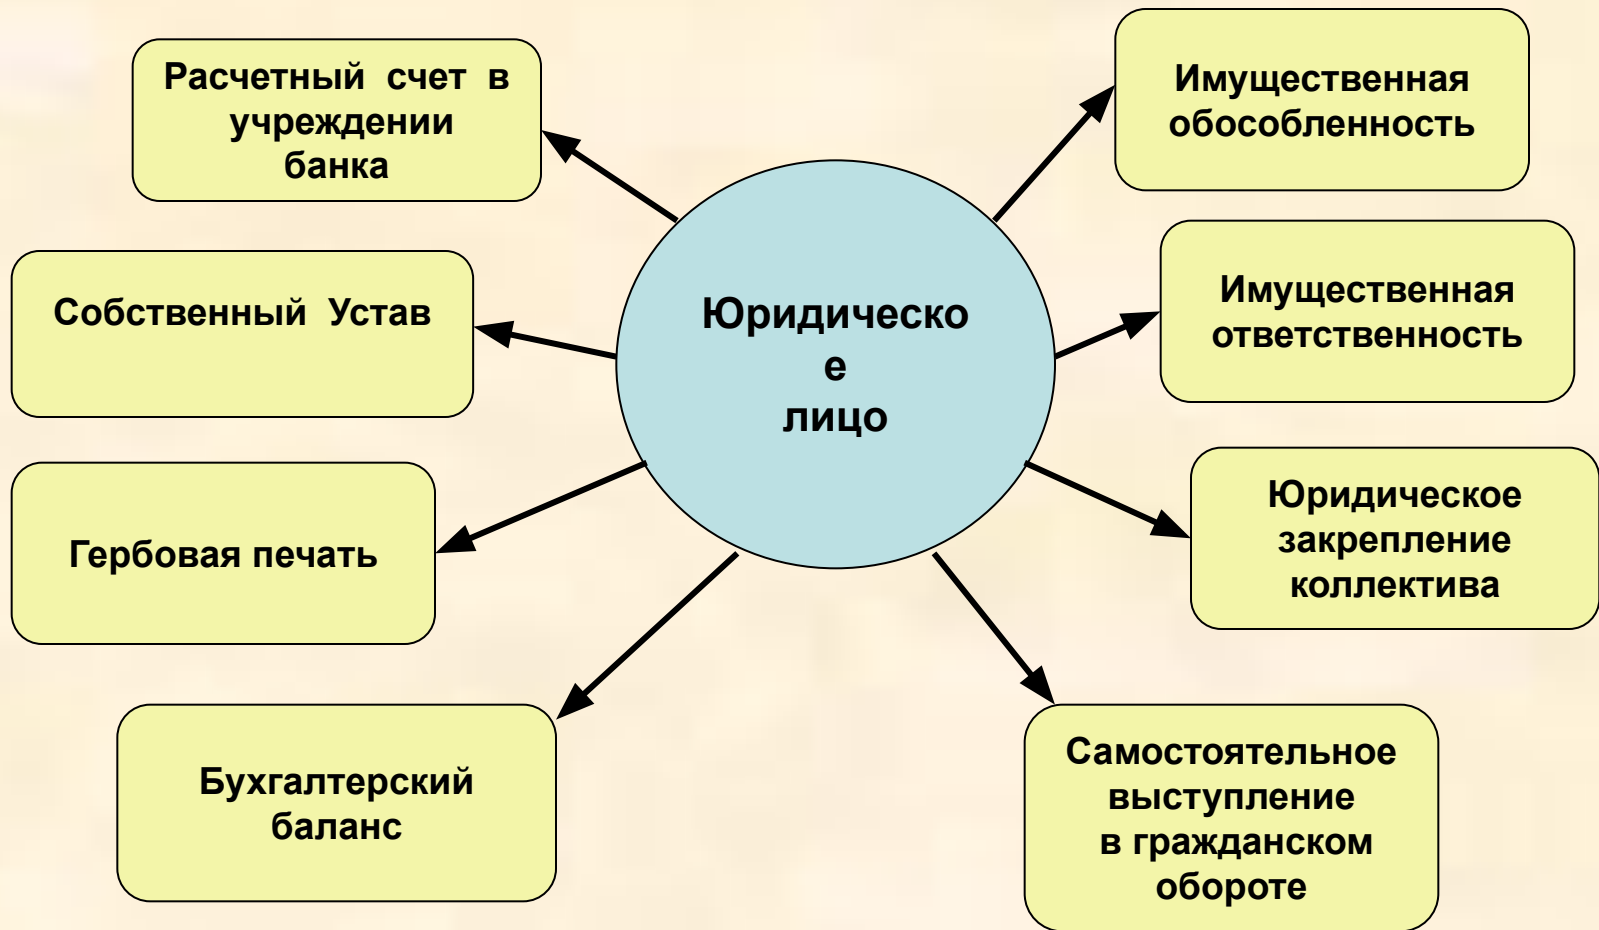 Расчетный счет в
учреждении
банка
Имущественная
обособленность
Собственный Устав
Юридическо
е
лицо
Имущественная
ответственность
Гербовая печать
Юридическое
закрепление
коллектива
Бухгалтерский
баланс
Самостоятельное
выступление
в гражданском
обороте